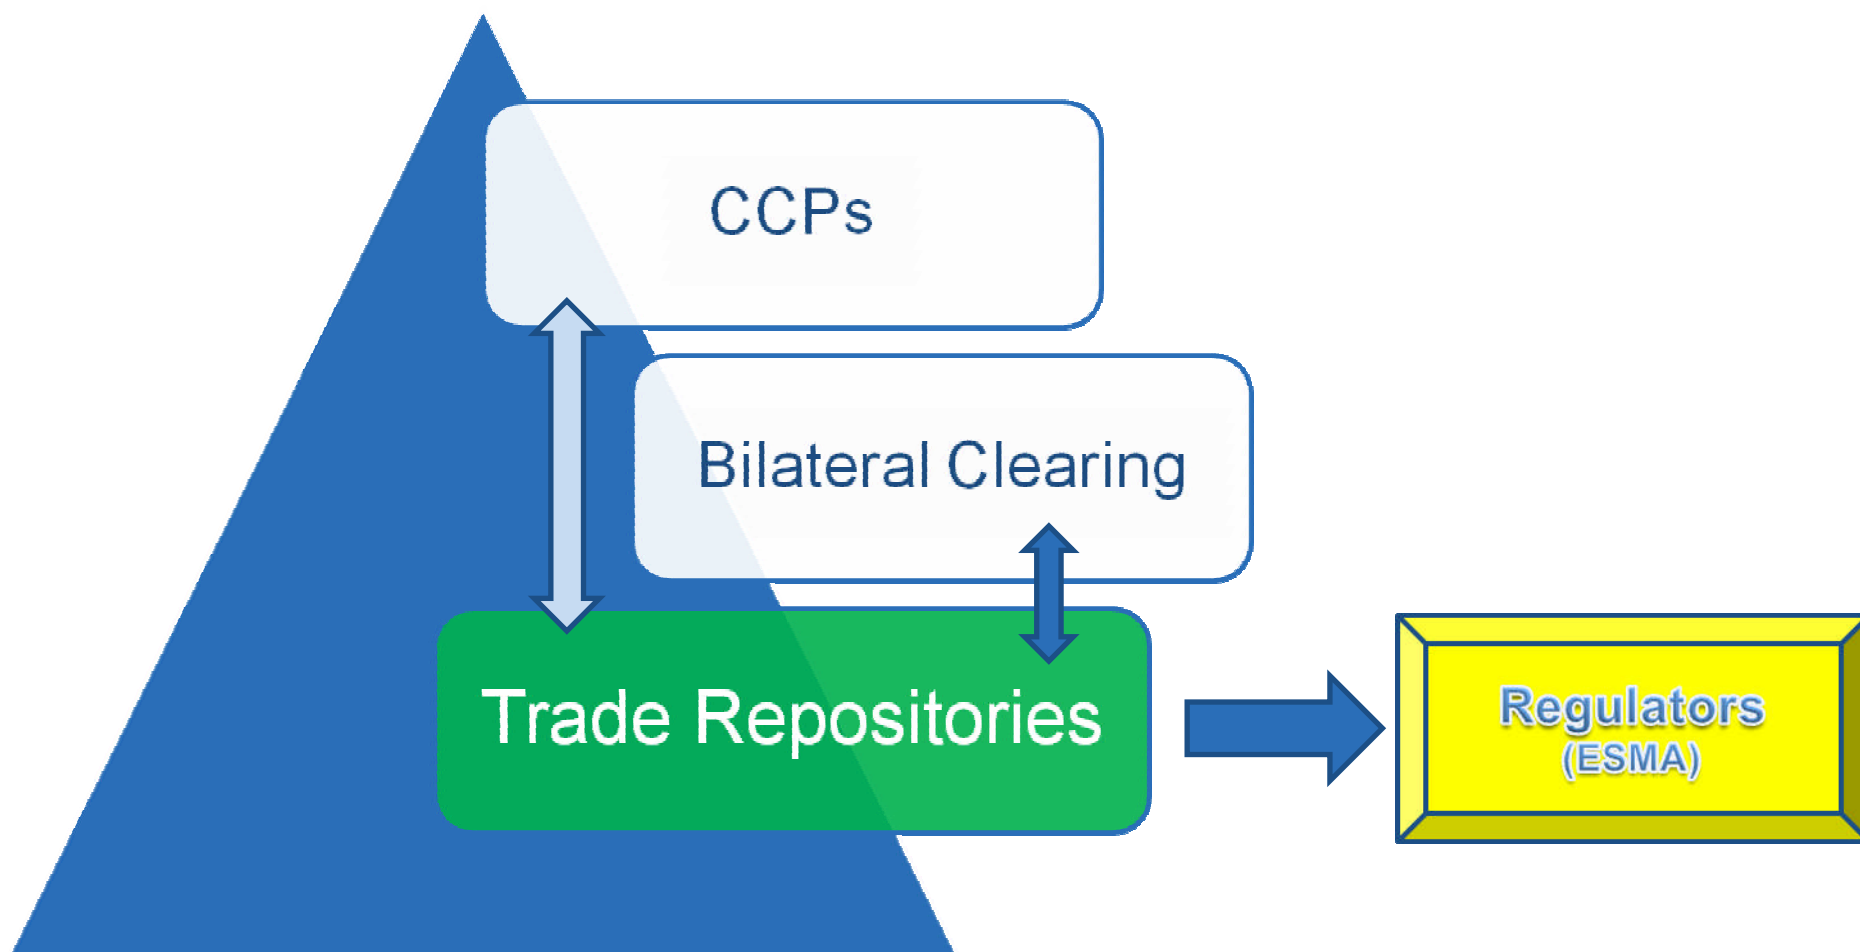 CCPs
Bilateral Clearing
Trade Repositories
Regulators
(ESMA)